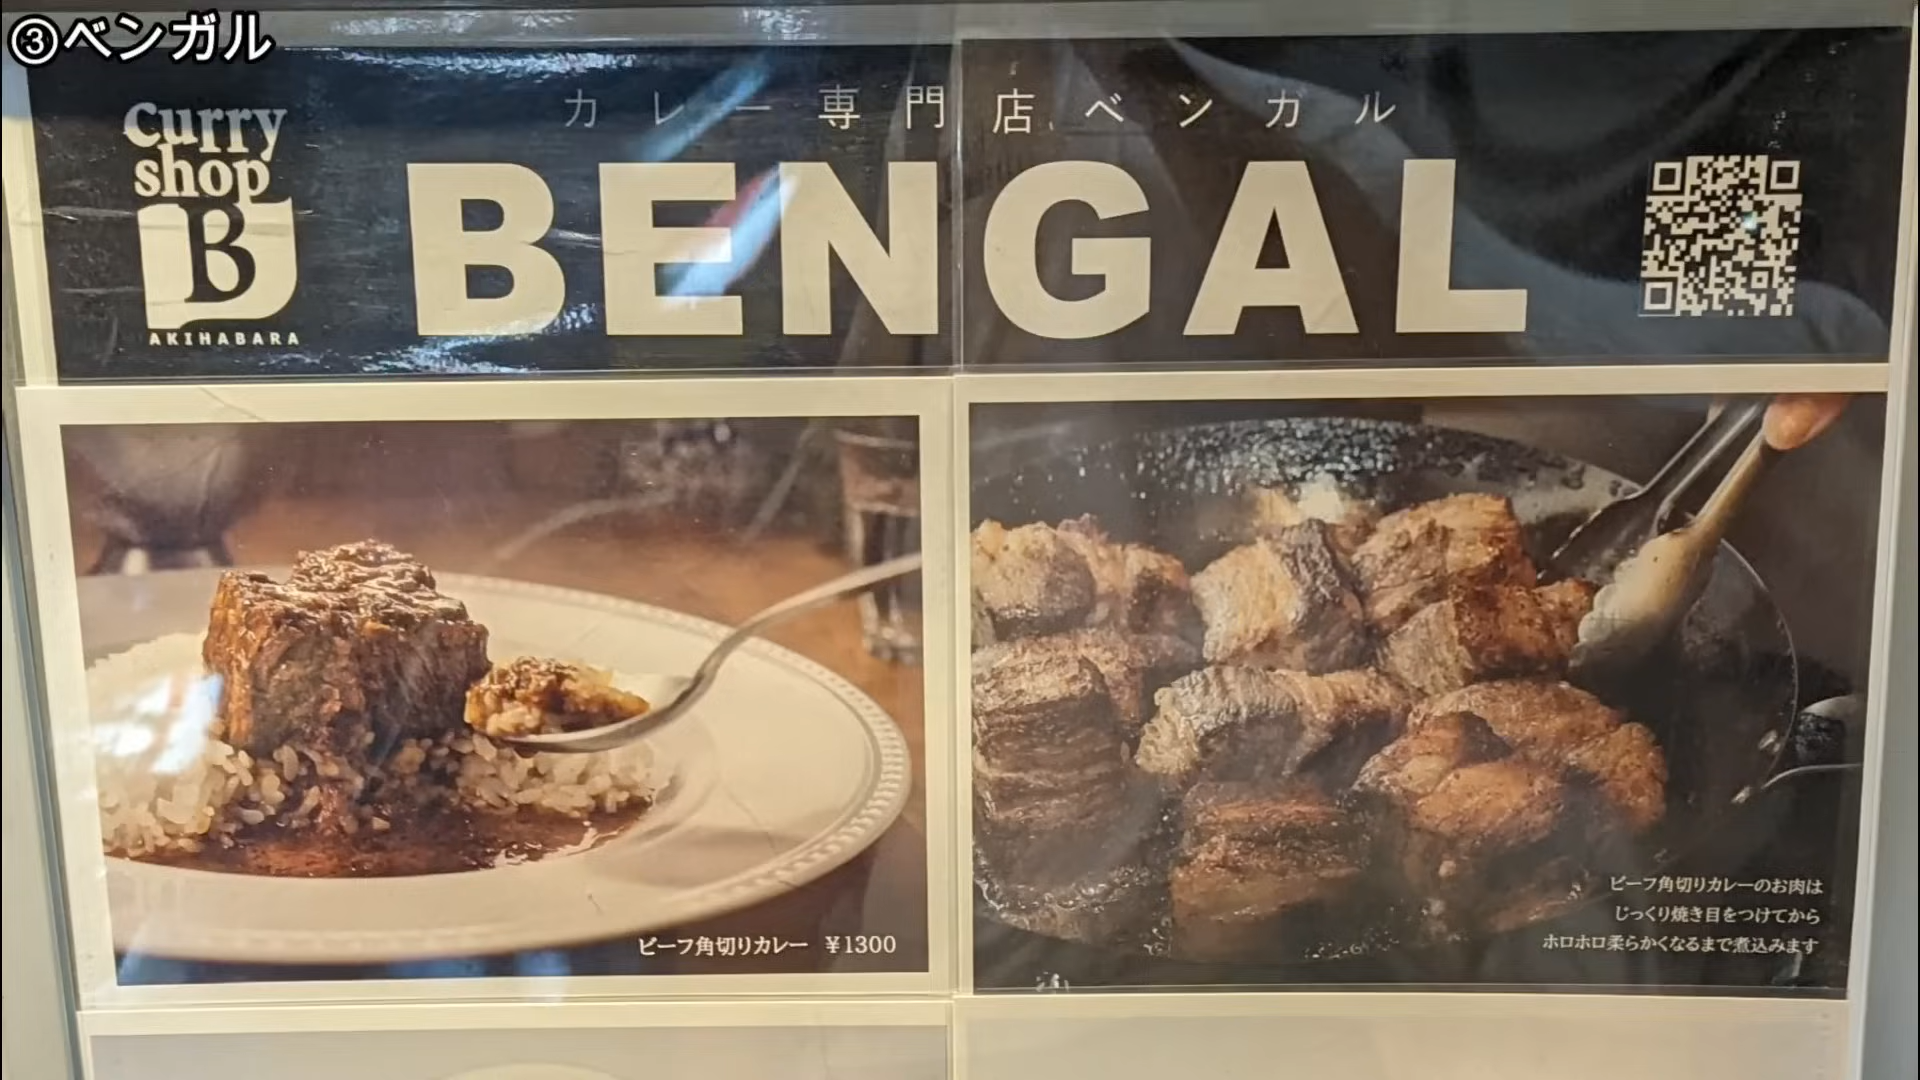 ③ベンガル
カレー専門店ベンガル
curry
shop
B
AKIHABARA
BENGAL
ビーフ角切りカレー ¥1300
ビーフ角切りカレーのお肉は
じっくり焼き目をつけてから
ホロホロ柔らかくなるまで煮込みます